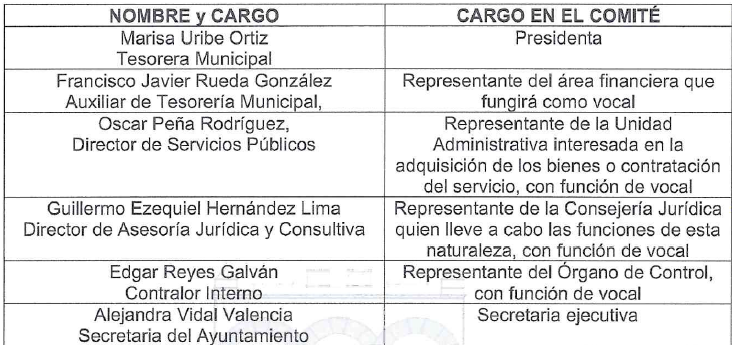 NOMBRE y CARGO
CARGO EN EL COMITÉ
Marisa Uribe Ortiz
Tesorera Municipal
Presidenta
Francisco Javier Rueda González
Auxiliar de Tesorería Municipal,
Representante del área financiera que
fungirá como vocal
Oscar Peña Rodríguez,
Director de Servicios Públicos
Representante de la Unidad
Administrativa interesada en la
adquisición de los bienes o contratación
del servicio, con función de vocal
Guillermo Ezequiel Hernández Lima
Director de Asesoría Jurídica y Consultiva
Representante de la Consejería Jurídica
quien lleve a cabo las funciones de esta
naturaleza, con función de vocal
Edgar Reyes Galván
Contralor Interno
Representante del Órgano de Control,
con función de vocal
Alejandra Vidal Valencia
Secretaria del Ayuntamiento
Secretaria ejecutiva